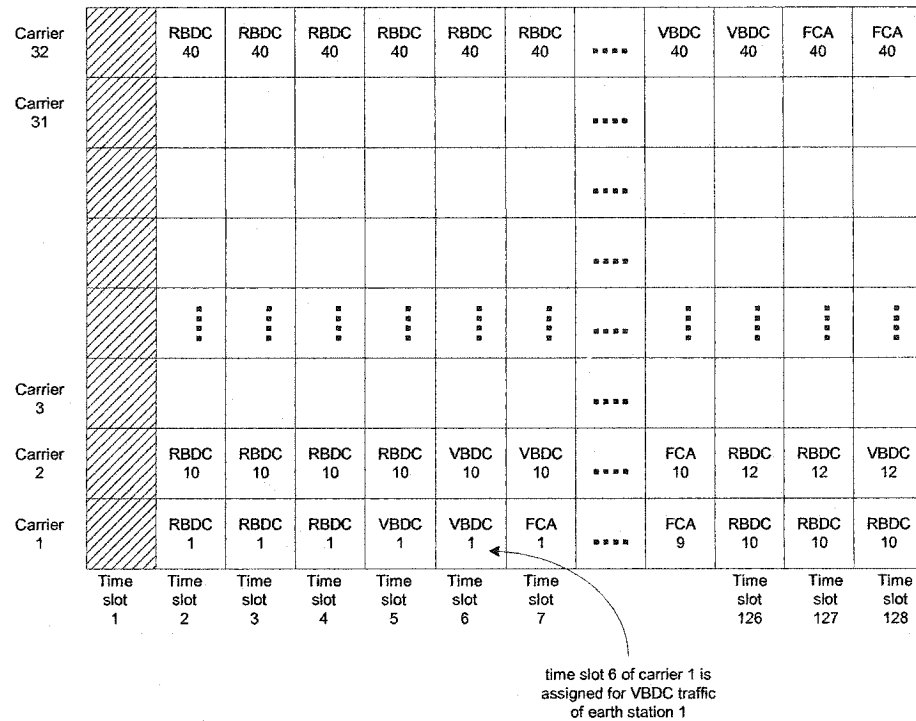 Carrier 32 RBDC 40 RBDC 40 RBDC 40 RBDC 40 RBDC 40 RBDC 40 VBDC 40 VBDC 40 FCA 40 FCA 40
Carrier 31
Carrier 3
Carrier 2 RBDC 10 RBDC 10 RBDC 10 RBDC 10 VBDC 10 VBDC 10 FCA 10 RBDC 12 RBDC 12 VBDC 12
Carrier 1 RBDC 1 RBDC 1 RBDC 1 VBDC 1 VBDC 1 FCA 1 FCA 9 RBDC 10 RBDC 10 RBDC 10
Time slot 1 Time slot 2 Time slot 3 Time slot 4 Time slot 5 Time slot 6 Time slot 7 Time slot 126 Time slot 127 Time slot 128
time slot 6 of carrier 1 is
assigned for VBDC traffic
of earth station 1